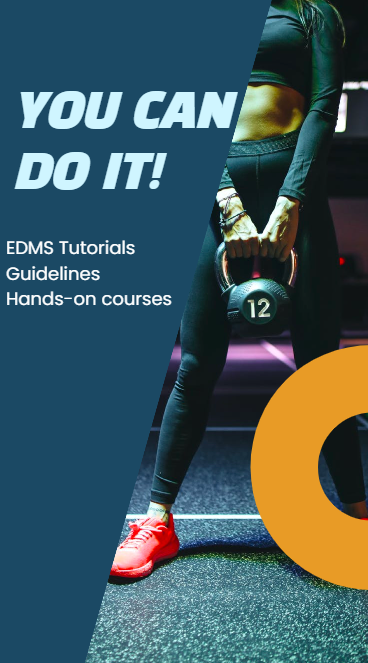 YOU CAN
DO IT!
EDMS Tutorials
Guidelines
Hands-on courses
12